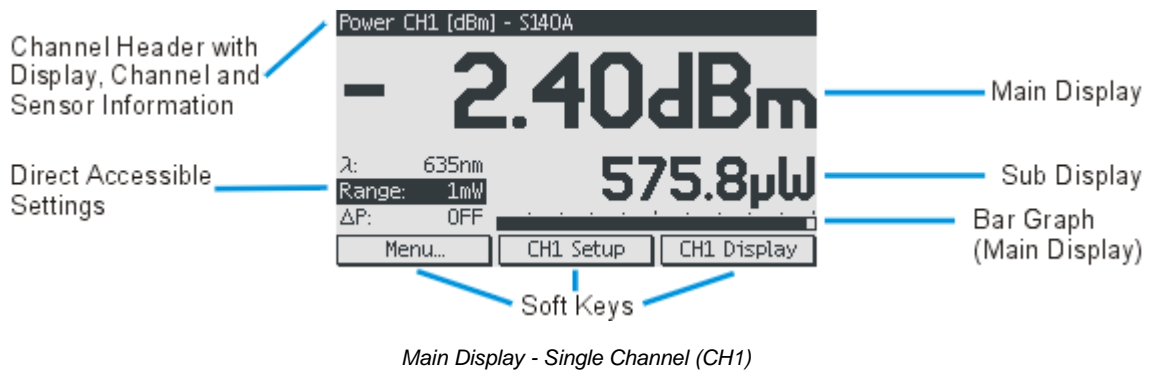 Power CH1 [dBm] - S140A
Channel Header with
Display, Channel and
Sensor Information
- 2.40dBm
Main Display
Direct Accessible
Settings
λ: 635nm
Range: 1mW
ΔP: OFF
575.8µW
Sub Display
Bar Graph
(Main Display)
Menu...
CH1 Setup
CH1 Display
Soft Keys
Main Display - Single Channel (CH1)